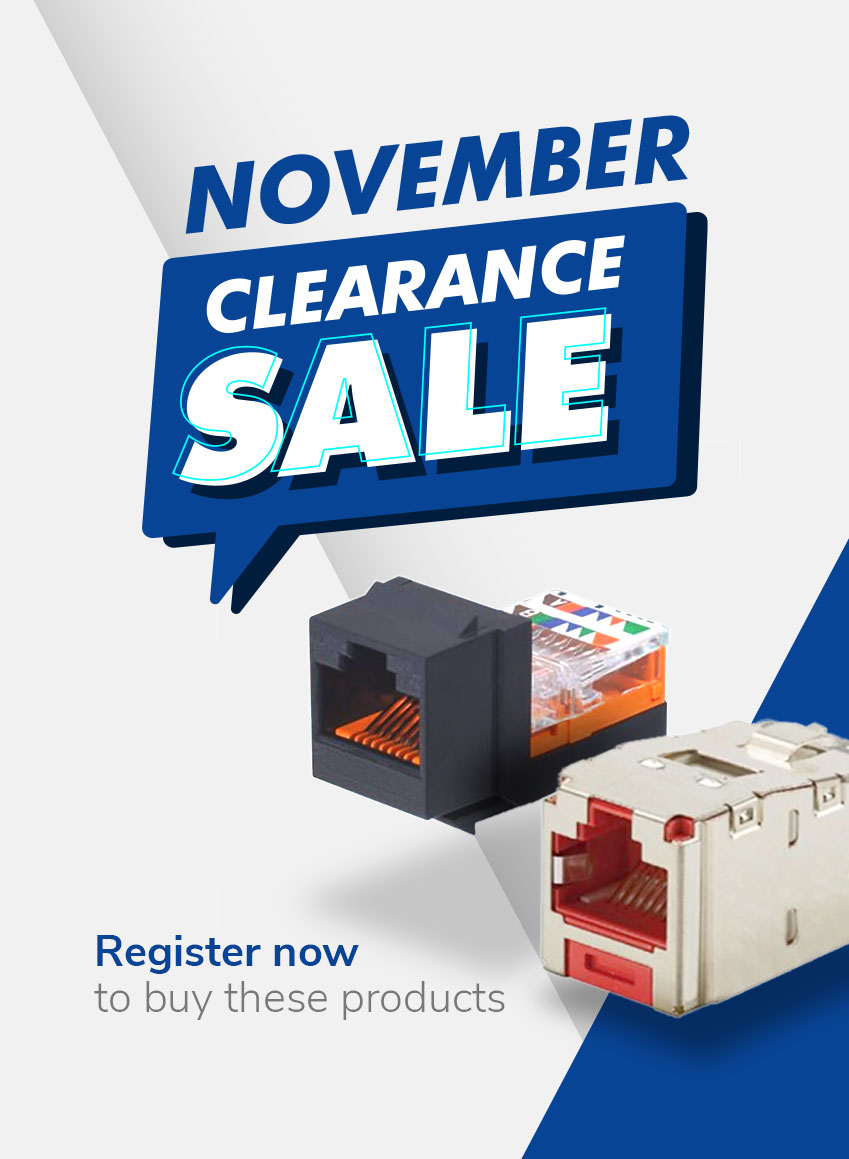 NOVEMBER
CLEARANCE
SALE
A
B
Register now
to buy these products